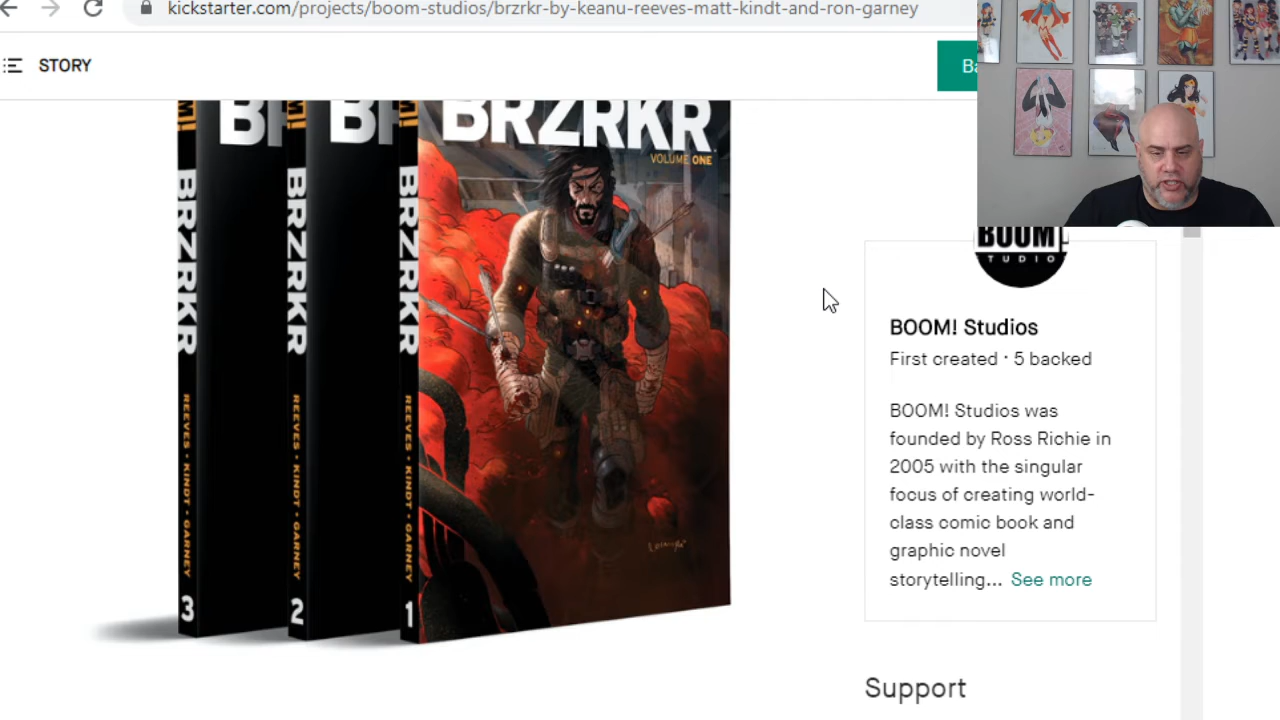 kickstarter.com/projects/boom-studios/brzrkr-by-keanu-reeves-matt-kindt-and-ron-garney
STORY
Ba
BRZRKR
VOLUME ONE
BRZRKR
REEVES • KINDT • GARNEY
3
BRZRKR
REEVES • KINDT • GARNEY
2
BRZRKR
REEVES • KINDT • GARNEY
1
BOOM!
STUDIO
BOOM! Studios
First created · 5 backed
BOOM! Studios was
founded by Ross Richie in
2005 with the singular
focus of creating world-
class comic book and
graphic novel
storytelling... See more
Support